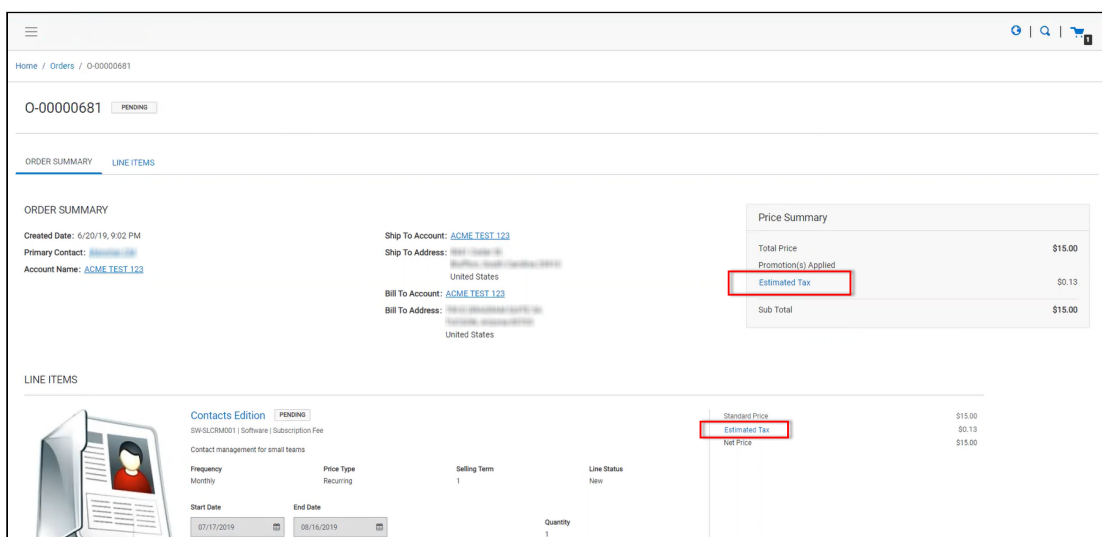 1
Home / Orders / O-00000681
O-00000681 PENDING
ORDER SUMMARY LINE ITEMS
ORDER SUMMARY
Created Date: 6/20/19, 9:02 PM
Primary Contact:
Account Name: ACME TEST 123
Ship To Account: ACME TEST 123
Ship To Address:
United States
Bill To Account: ACME TEST 123
Bill To Address:
United States
Price Summary
Total Price $15.00
Promotion(s) Applied
Estimated Tax $0.13
Sub Total $15.00
LINE ITEMS
Contacts Edition PENDING
SW-SLCRM001 | Software | Subscription Fee
Contact management for small teams
Frequency Price Type Selling Term Line Status
Monthly Recurring 1 New
Start Date End Date
07/17/2019 08/16/2019
Quantity
1
Standard Price $15.00
Estimated Tax $0.13
Net Price $15.00